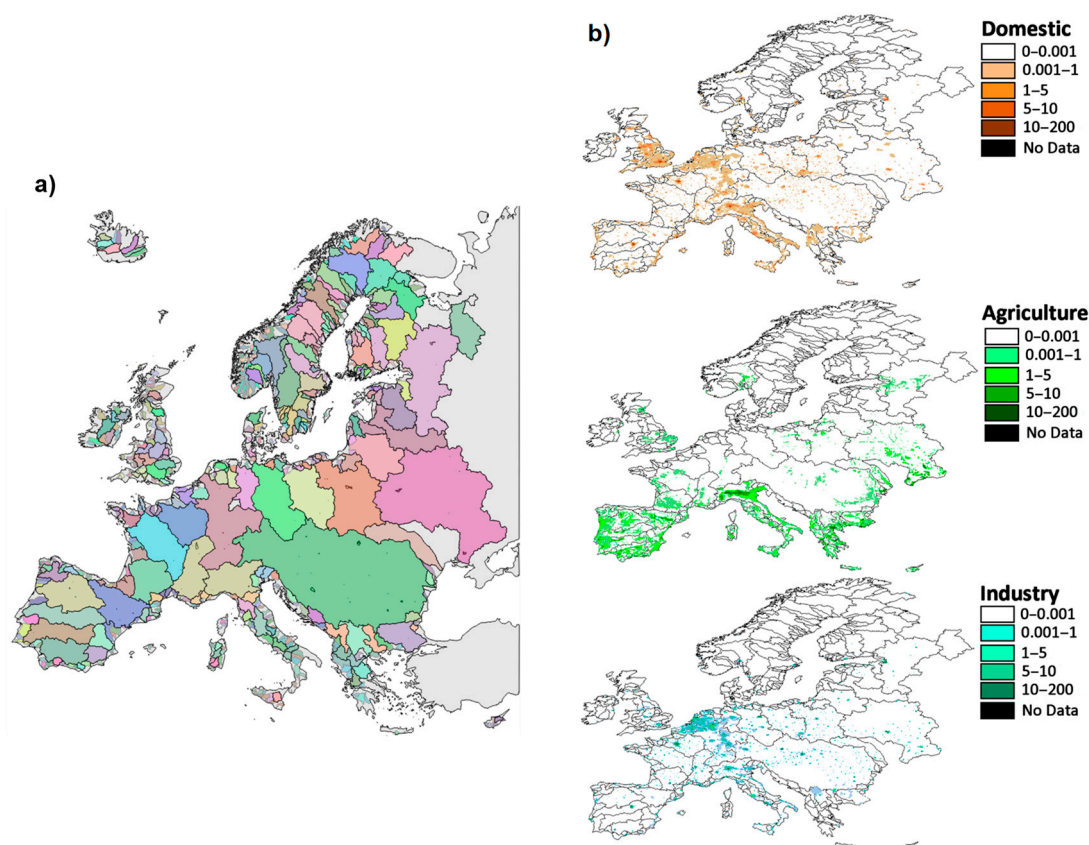 a)
b)
Domestic
0–0.001
0.001–1
1–5
5–10
10–200
No Data
Agriculture
0–0.001
0.001–1
1–5
5–10
10–200
No Data
Industry
0–0.001
0.001–1
1–5
5–10
10–200
No Data